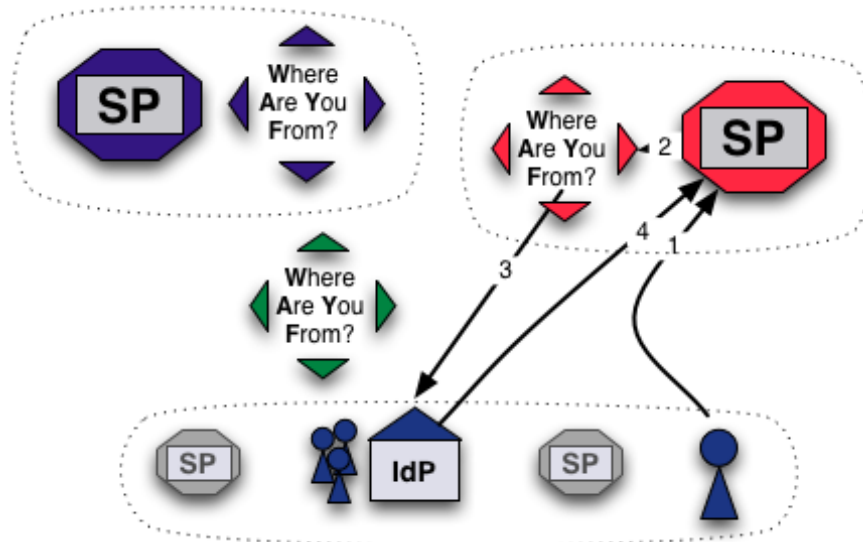 SP
Where
Are You
From?
Where
Are You
From?
2
SP
4
1
3
Where
Are You
From?
SP
IdP
SP